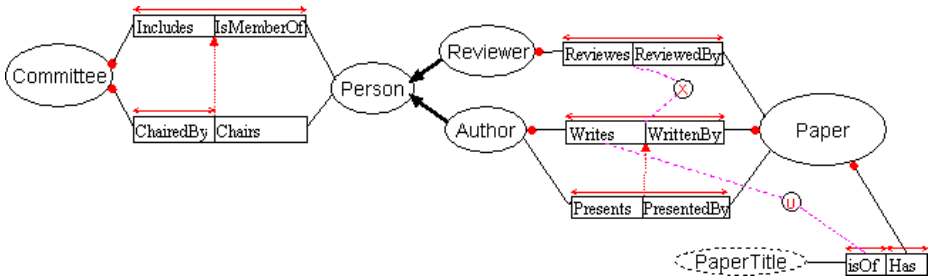 Includes IsMemberOf
Reviewer
Reviewes ReviewedBy
Committee
Person
X
ChairedBy Chairs
Author
Writes WrittenBy
Paper
Presents PresentedBy
U
PaperTitle
isOf Has